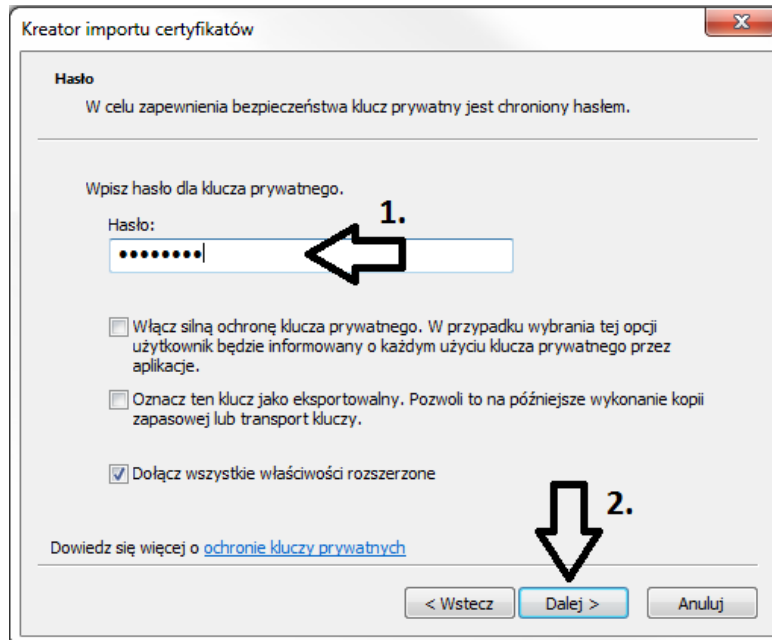 Kreator importu certyfikatów
Hasło
W celu zapewnienia bezpieczeństwa klucz prywatny jest chroniony hasłem.
Wpisz hasło dla klucza prywatnego.
1.
Hasło:
Włącz silną ochronę klucza prywatnego. W przypadku wybrania tej opcji
użytkownik będzie informowany o każdym użyciu klucza prywatnego przez
aplikacje.
Oznacz ten klucz jako eksportowalny. Pozwoli to na późniejsze wykonanie kopii
zapasowej lub transport kluczy.
Dołącz wszystkie właściwości rozszerzone
2.
Dowiedz się więcej o ochronie kluczy prywatnych
< Wstecz Dalej > Anuluj